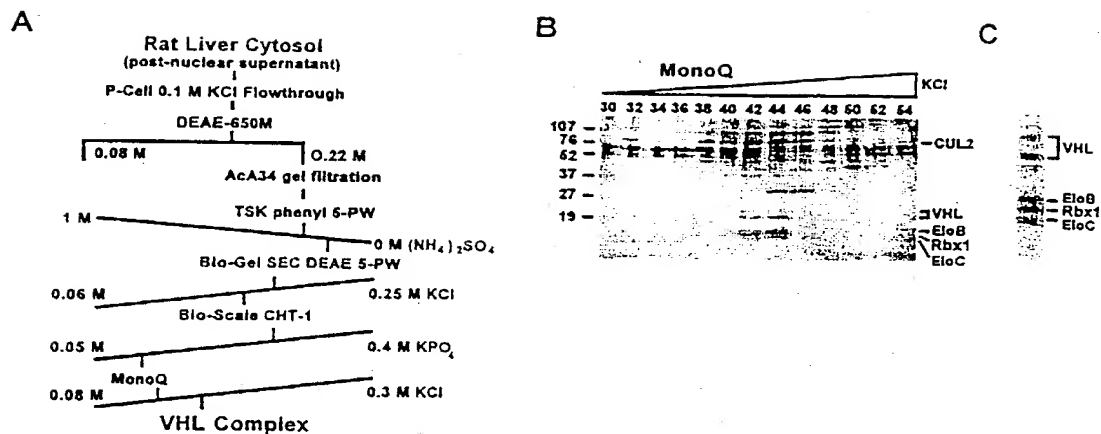 A
Rat Liver Cytosol
(post-nuclear supernatant)
P-Cell 0.1 M KCl Flowthrough
DEAE-650M
0.08 M
0.22 M
AcA34 gel filtration
TSK phenyl 5-PW
1 M
0 M (NH4)2SO4
Bio-Gel SEC DEAE 5-PW
0.06 M
0.25 M KCl
Bio-Scale CHT-1
0.05 M
0.4 M KPO4
MonoQ
0.08 M
0.3 M KCl
VHL Complex
B
MonoQ
KCl
30 32 34 36 38 40 42 44 46 48 50 52 54
107
76
52
37
27
19
CUL2
VHL
EloB
Rbx1
EloC
C
VHL
EloB
Rbx1
EloC